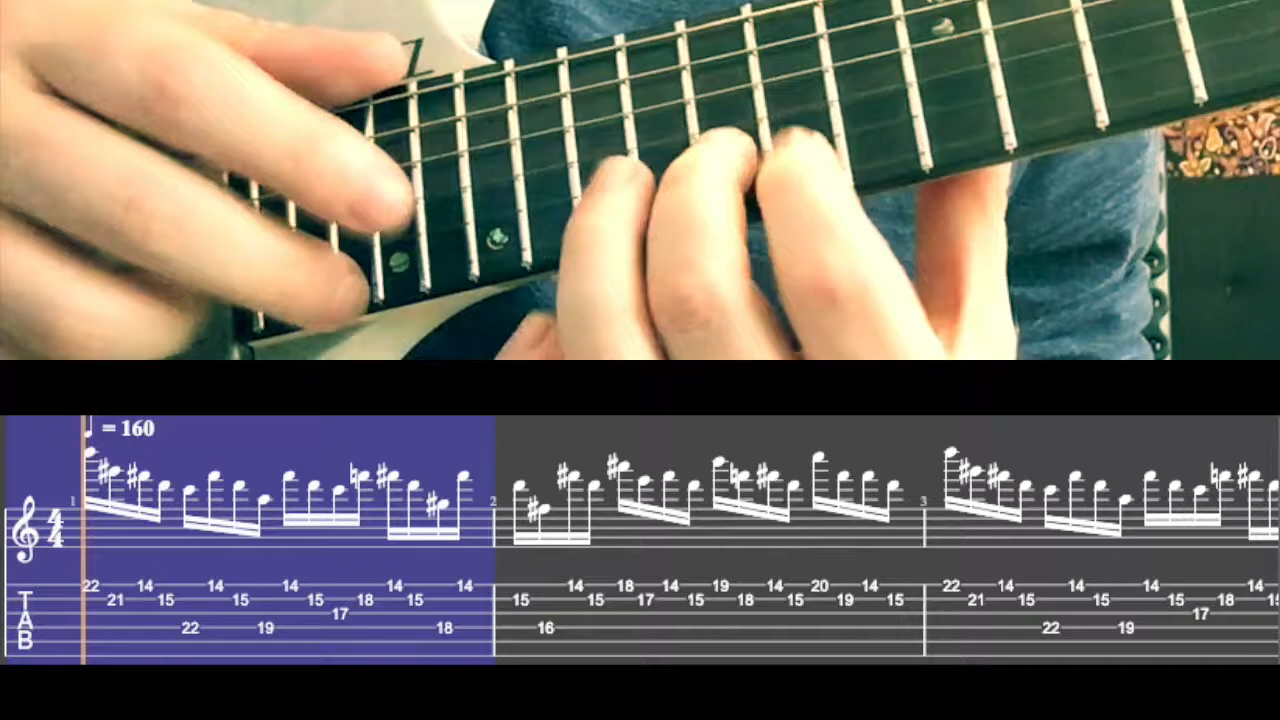 = 160
1 2 3
4
4
22 14 14 14 14 14 14 18 14 19 14 20 14 22 14 14 14 14
T 21 15 15 15 18 15 15 15 17 15 18 15 19 15 21 15 15 15 18
A 17 17
B 22 19 18 16 22 19